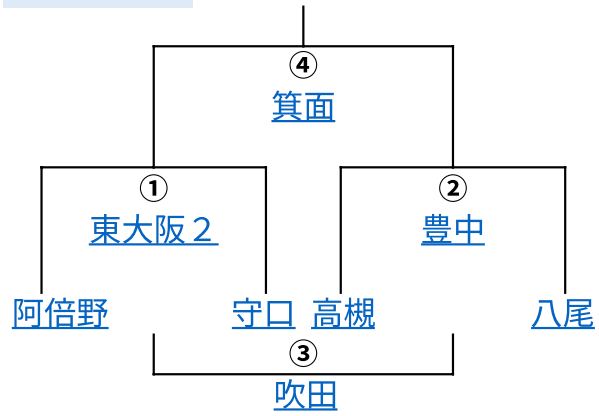 ④
箕面
① ②
東大阪２ 豊中
阿倍野 守口 高槻 八尾
③
吹田